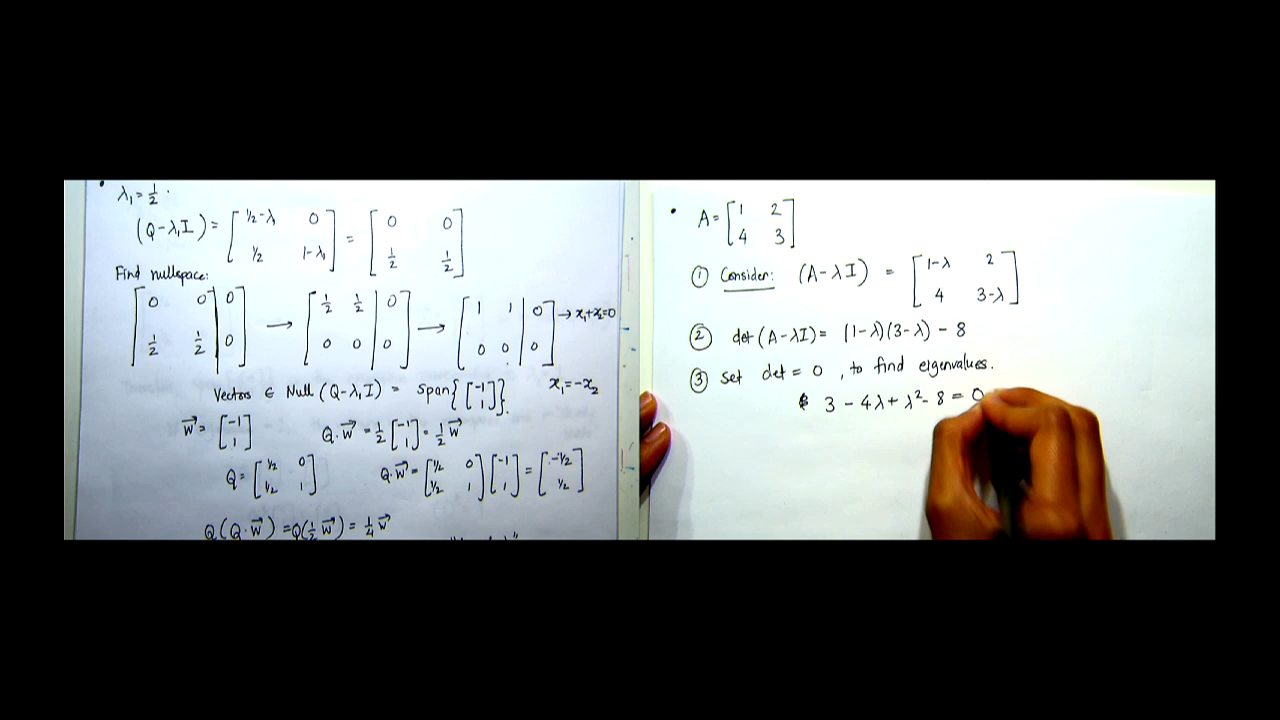 λ₁ = 1/2 .
(Q-λ₁I) = [1/2-λ₁ 0; 1/2 1-λ₁] = [0 0; 1/2 1/2]
Find nullspace:
[0 0 | 0; 1/2 1/2 | 0] → [1/2 1/2 | 0; 0 0 | 0] → [1 1 | 0; 0 0 | 0] → x₁+x₂=0
Vectors ∈ Null (Q-λ₁I) = span{[-1; 1]}. x₁=-x₂
w⃗ = [-1; 1] Q·w⃗ = 1/2 [-1; 1] = 1/2 w⃗
Q = [1/2 0; 1/2 1] Q·w⃗ = [1/2 0; 1/2 1][-1; 1] = [-1/2; 1/2]
Q(Q·w⃗) = Q(1/2 w⃗) = 1/4 w⃗
• A = [1 2; 4 3]
① Consider: (A-λI) = [1-λ 2; 4 3-λ]
② det (A-λI) = (1-λ)(3-λ) - 8
③ set det = 0 , to find eigenvalues.
3 - 4λ + λ² - 8 = 0